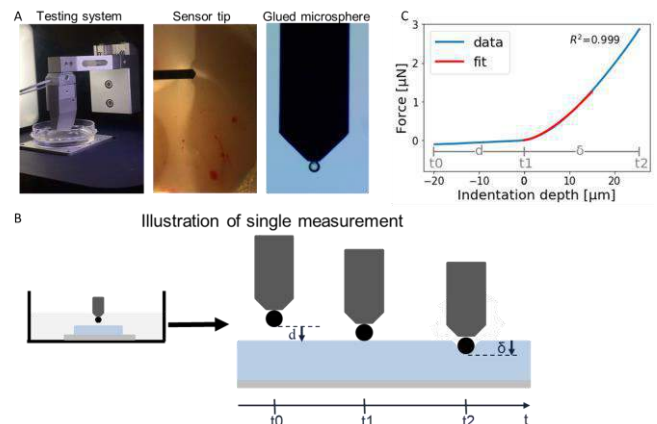 A
Testing system
Sensor tip
Glued microsphere
C
Force [μN]
3
2
1
0
data
fit
R²=0.999
t0
d
t1
δ
t2
−20
−10
0
10
20
Indentation depth [μm]
B
Illustration of single measurement
d
δ
t0
t1
t2
t